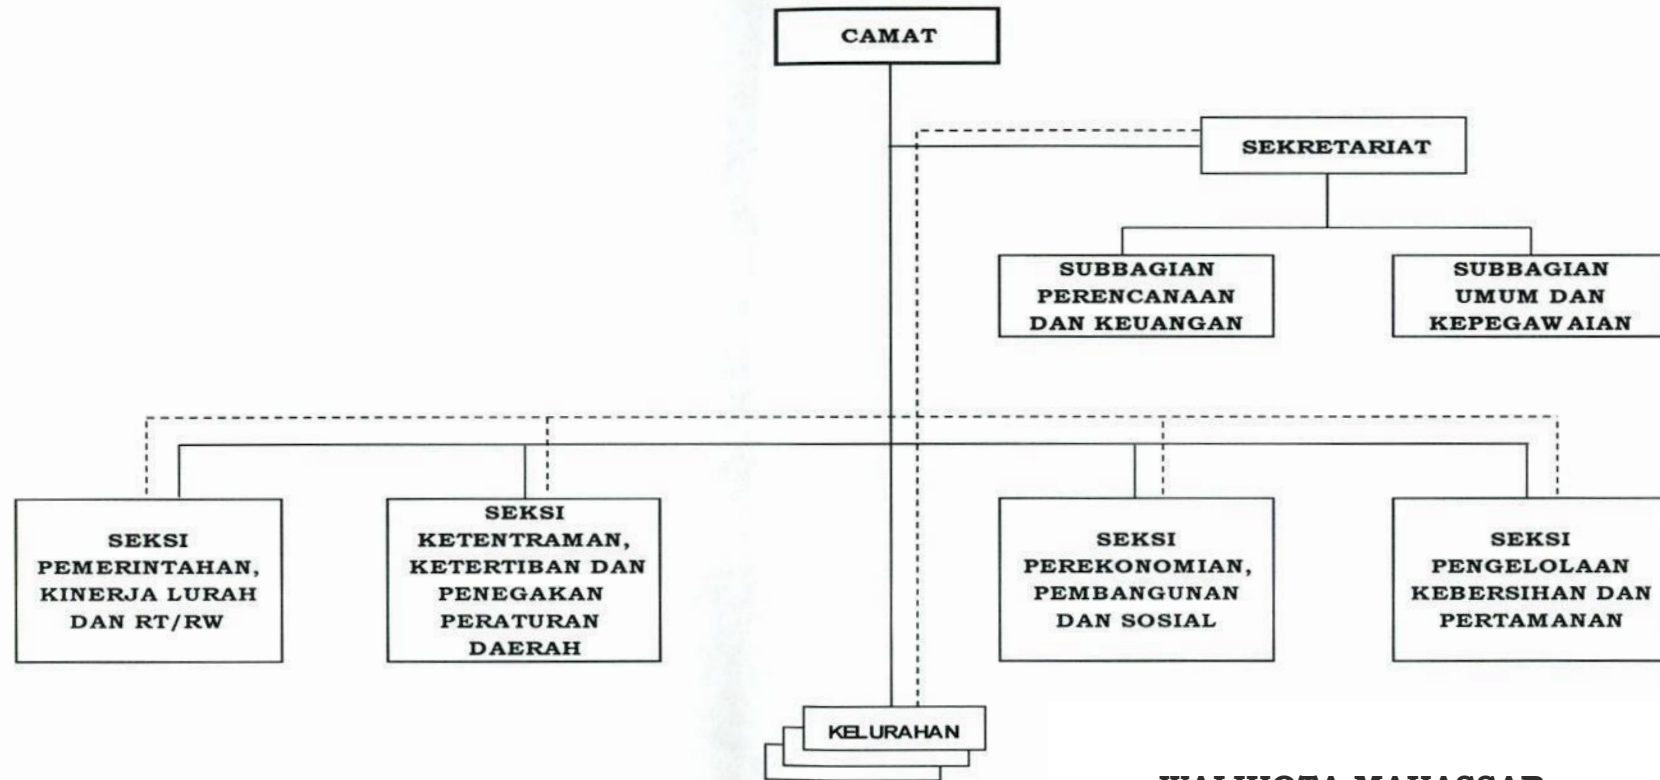 CAMAT
SEKRETARIAT
SUBBAGIAN
PERENCANAAN
DAN KEUANGAN
SUBBAGIAN
UMUM DAN
KEPEGAWAIAN
SEKSI
PEMERINTAHAN,
KINERJA LURAH
DAN RT/RW
SEKSI
KETENTRAMAN,
KETERTIBAN DAN
PENEGAKAN
PERATURAN
DAERAH
SEKSI
PEREKONOMIAN,
PEMBANGUNAN
DAN SOSIAL
SEKSI
PENGELOLAAN
KEBERSIHAN DAN
PERTAMANAN
KELURAHAN